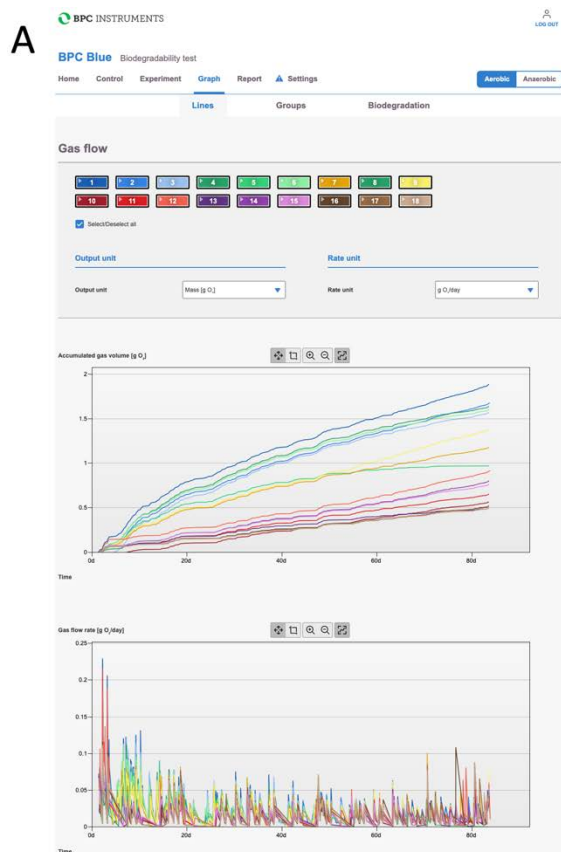 A
BPC INSTRUMENTS
LOG OUT
BPC Blue Biodegradability test
Home Control Experiment Graph Report Settings Aerobic Anaerobic
Lines Groups Biodegradation
Gas flow
1 2 3 4 5 6 7 8 9
10 11 12 13 14 15 16 17 18
Select/Deselect all
Output unit Rate unit
Output unit Mass [g O₂] Rate unit g O₂/day
Accumulated gas volume [g O₂]
2
1.5
1
0.5
0
0d 20d 40d 60d 80d
Time
Gas flow rate [g O₂/day]
0.25
0.2
0.15
0.1
0.05
0
0d 20d 40d 60d 80d
Time